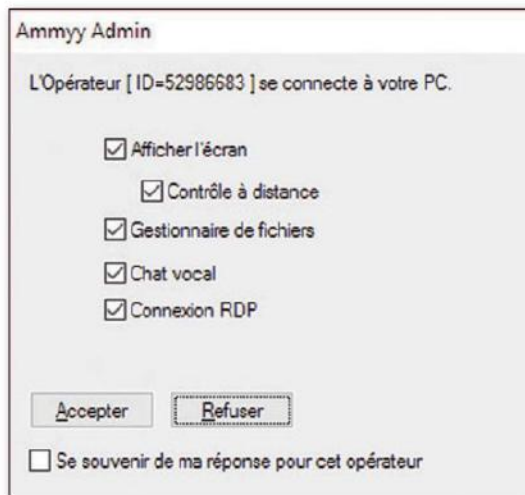 Ammyy Admin
L'Opérateur [ ID=52986683 ] se connecte à votre PC.
Afficher l'écran
Contrôle à distance
Gestionnaire de fichiers
Chat vocal
Connexion RDP
Accepter Refuser
Se souvenir de ma réponse pour cet opérateur